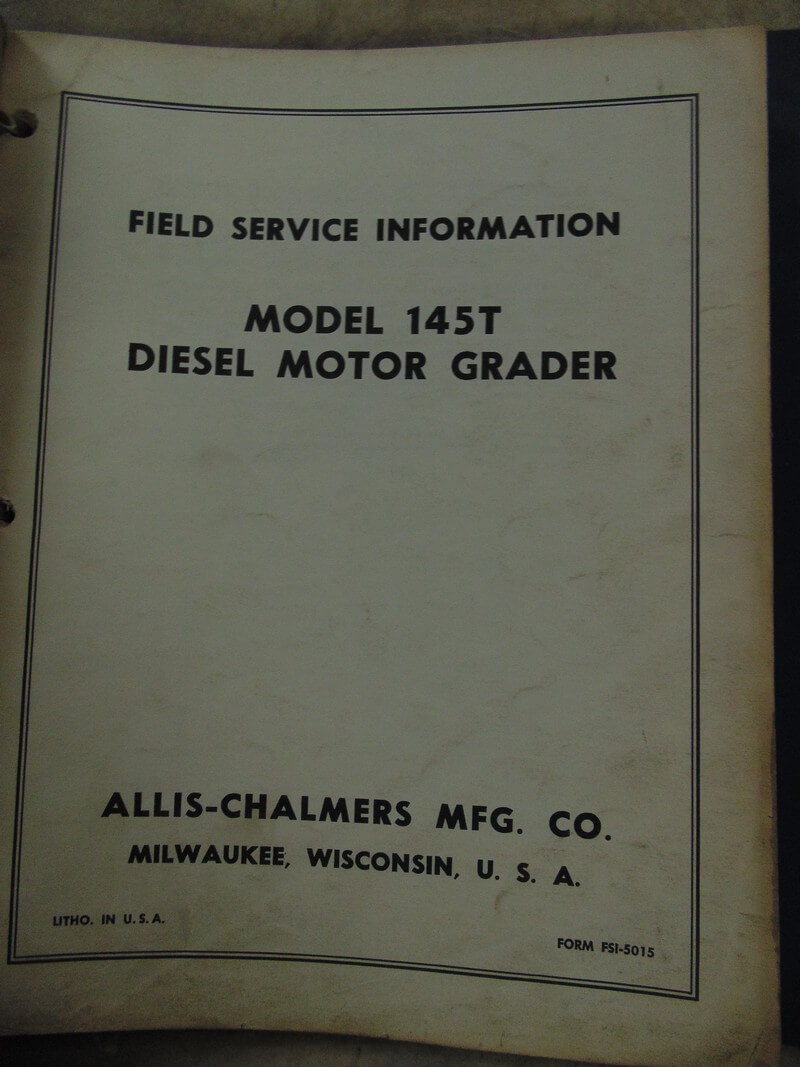 FIELD SERVICE INFORMATION
MODEL 145T
DIESEL MOTOR GRADER
ALLIS-CHALMERS MFG. CO.
MILWAUKEE, WISCONSIN, U. S. A.
LITHO. IN U.S.A.
FORM FSI-5015